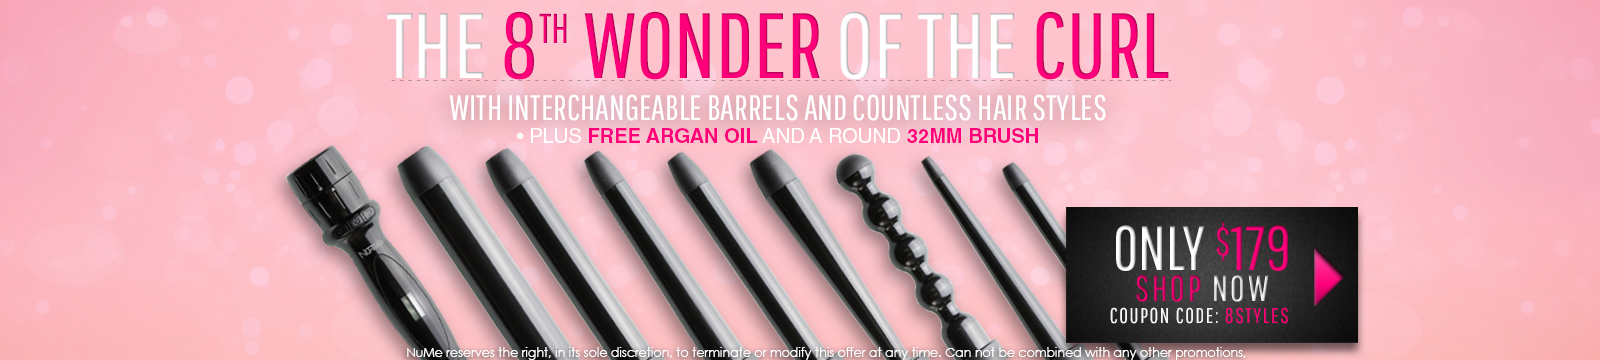 THE 8TH WONDER OF THE CURL
WITH INTERCHANGEABLE BARRELS AND COUNTLESS HAIR STYLES
• PLUS FREE ARGAN OIL AND A ROUND 32MM BRUSH
ONLY $179
SHOP NOW
COUPON CODE: 8STYLES
NuMe reserves the right, in its sole discretion, to terminate or modify this offer at any time. Can not be combined with any other promotions,